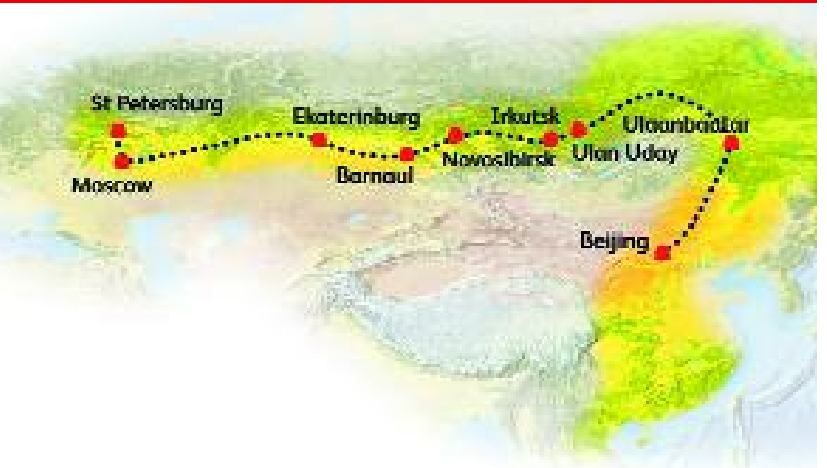 St Petersburg
Moscow
Ekaterinburg
Barnaul
Novosibirsk
Irkutsk
Ulan Uday
Ulaanbaatar
Beijing